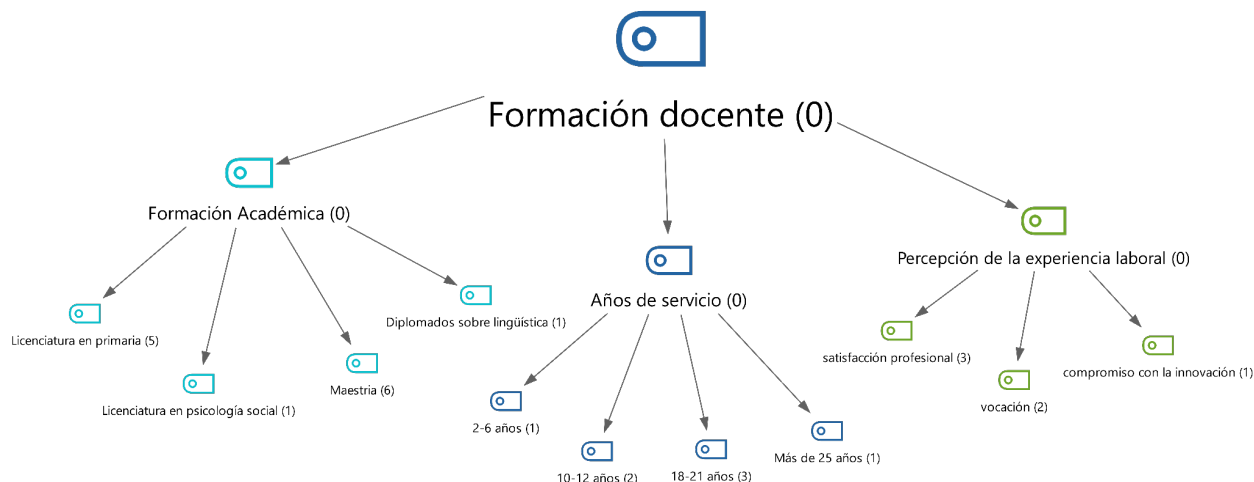 Formación docente (0)
Formación Académica (0)
Licenciatura en primaria (5)
Licenciatura en psicología social (1)
Maestria (6)
Diplomados sobre lingüística (1)
Años de servicio (0)
2-6 años (1)
10-12 años (2)
18-21 años (3)
Más de 25 años (1)
Percepción de la experiencia laboral (0)
satisfacción profesional (3)
vocación (2)
compromiso con la innovación (1)